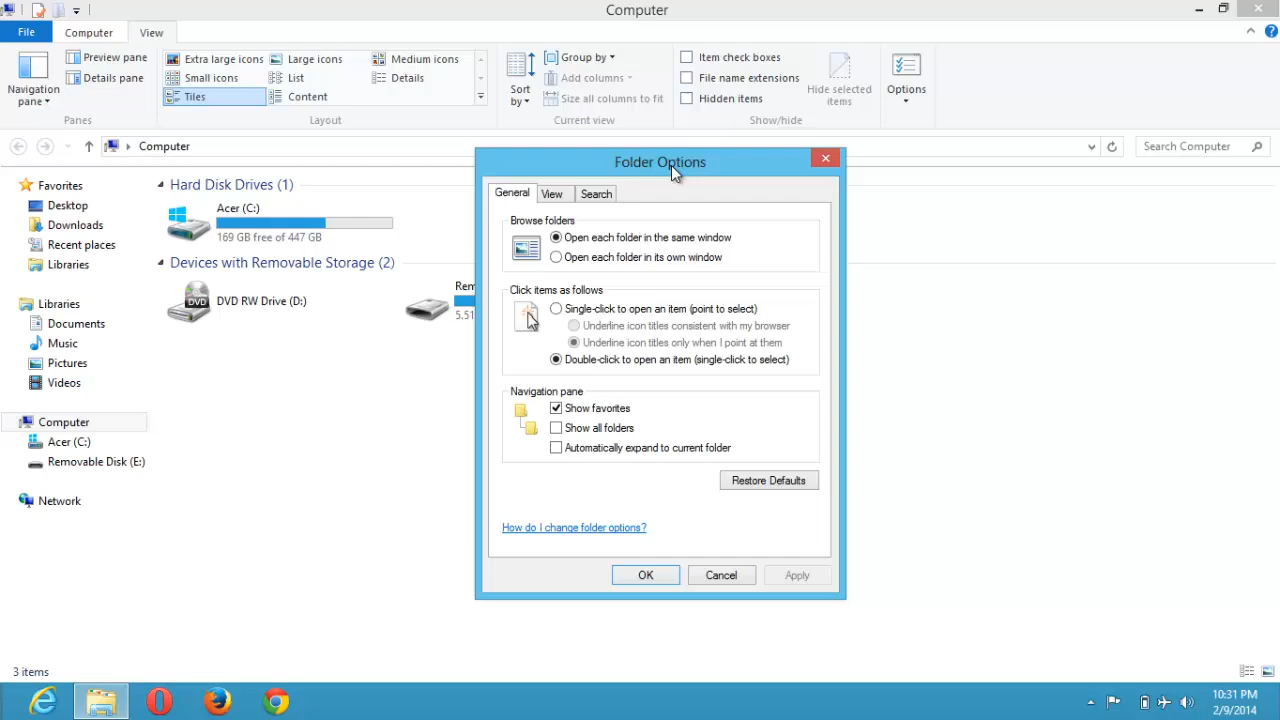 Computer
File
Computer
View
Navigation pane
Preview pane
Details pane
Panes
Extra large icons
Large icons
Medium icons
Small icons
List
Details
Tiles
Content
Layout
Sort by
Group by
Add columns
Size all columns to fit
Current view
Item check boxes
File name extensions
Hidden items
Hide selected items
Show/hide
Options
Computer
Search Computer
Favorites
Desktop
Downloads
Recent places
Libraries
Libraries
Documents
Music
Pictures
Videos
Computer
Acer (C:)
Removable Disk (E:)
Network
Hard Disk Drives (1)
Acer (C:)
169 GB free of 447 GB
Devices with Removable Storage (2)
DVD
DVD RW Drive (D:)
Rem
5.51
Folder Options
General
View
Search
Browse folders
Open each folder in the same window
Open each folder in its own window
Click items as follows
Single-click to open an item (point to select)
Underline icon titles consistent with my browser
Underline icon titles only when I point at them
Double-click to open an item (single-click to select)
Navigation pane
Show favorites
Show all folders
Automatically expand to current folder
Restore Defaults
How do I change folder options?
OK
Cancel
Apply
3 items
10:31 PM
2/9/2014